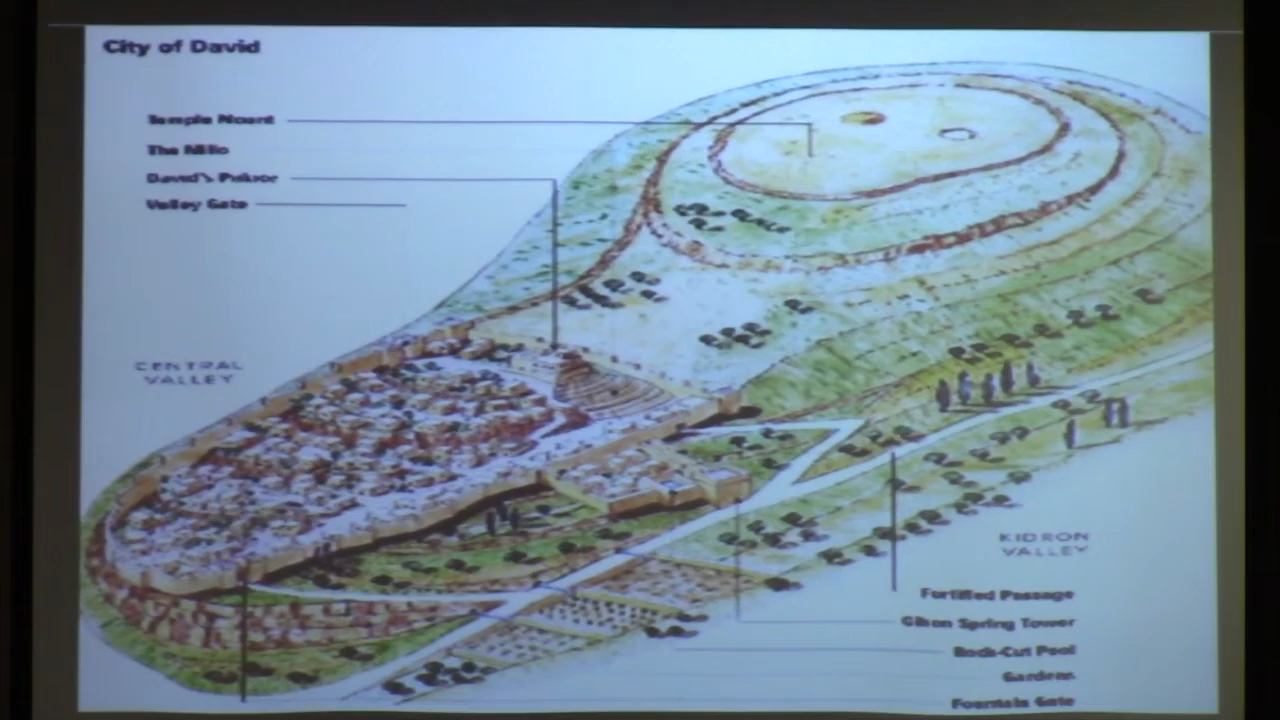 City of David
Temple Mount
The Millo
David's Palace
Valley Gate
CENTRAL
VALLEY
KIDRON
VALLEY
Fortified Passage
Gihon Spring Tower
Rock-Cut Pool
Gardens
Fountain Gate